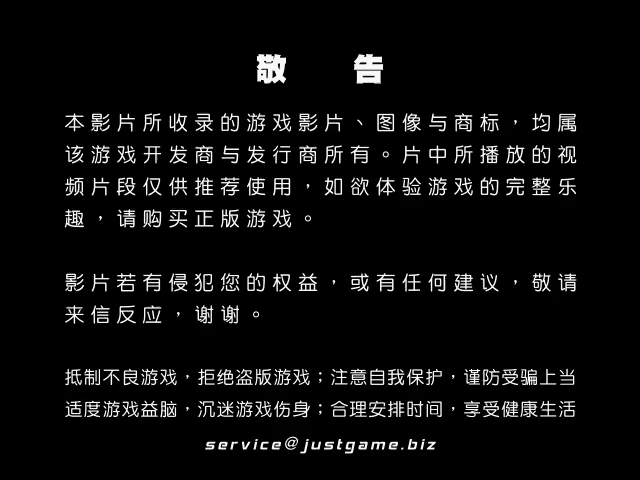 敬 告
本影片所收录的游戏影片、图像与商标，均属
该游戏开发商与发行商所有。片中所播放的视
频片段仅供推荐使用，如欲体验游戏的完整乐
趣，请购买正版游戏。
影片若有侵犯您的权益，或有任何建议，敬请
来信反应，谢谢。
抵制不良游戏，拒绝盗版游戏；注意自我保护，谨防受骗上当
适度游戏益脑，沉迷游戏伤身；合理安排时间，享受健康生活
service@justgame.biz